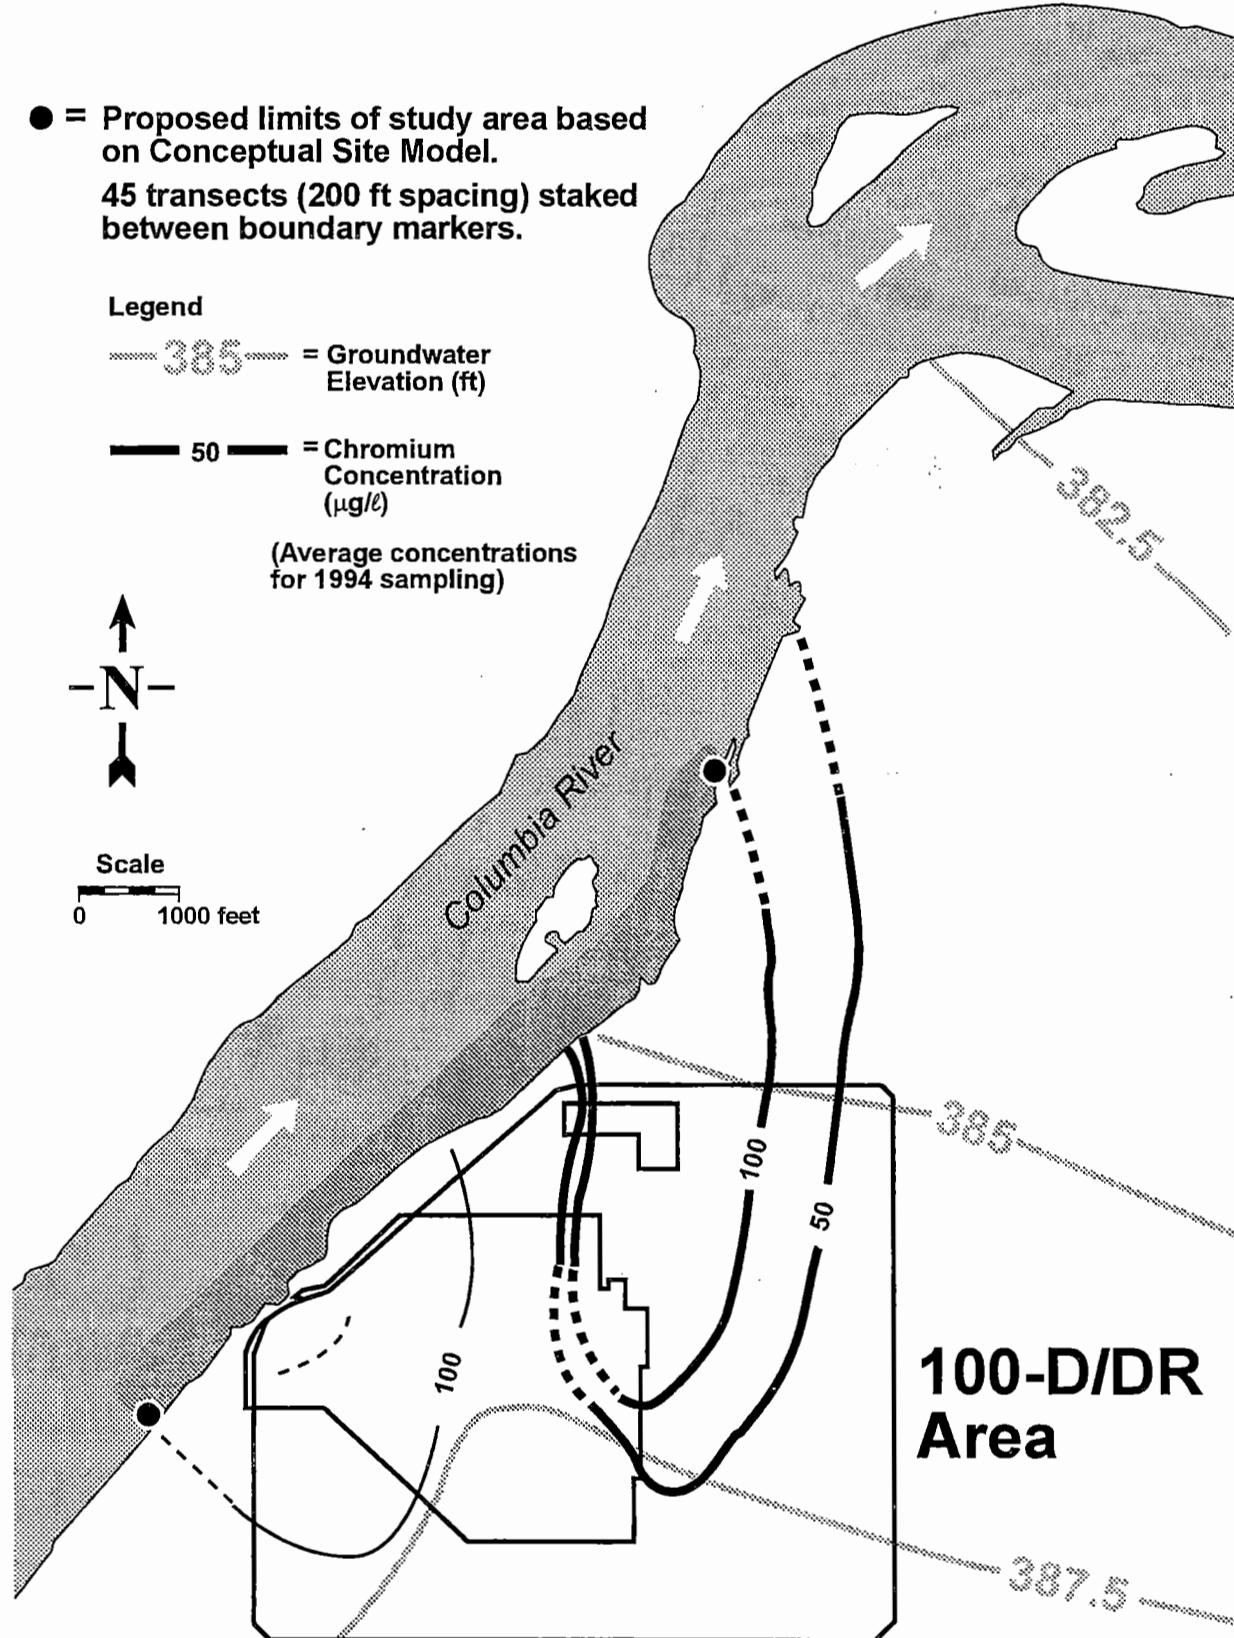 ● = Proposed limits of study area based
on Conceptual Site Model.
45 transects (200 ft spacing) staked
between boundary markers.
Legend
385 = Groundwater
Elevation (ft)
50 = Chromium
Concentration
(µg/ℓ)
(Average concentrations
for 1994 sampling)
382.5
N
Columbia River
Scale
0 1000 feet
385
100
50
100
100-D/DR
Area
387.5